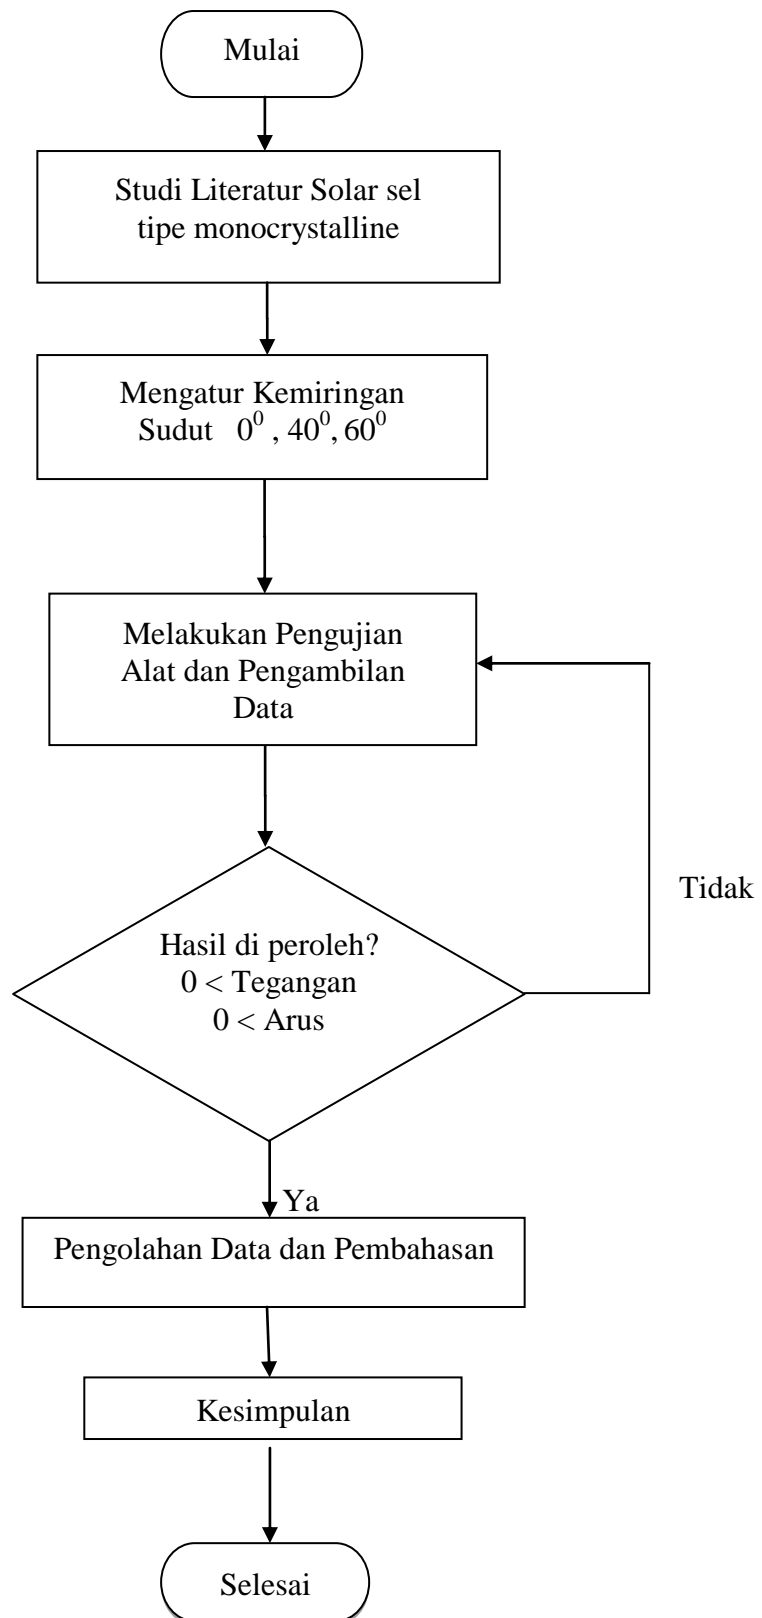 Mulai
Studi Literatur Solar sel
tipe monocrystalline
Mengatur Kemiringan
Sudut 0⁰ , 40⁰, 60⁰
Melakukan Pengujian
Alat dan Pengambilan
Data
Tidak
Hasil di peroleh?
0 < Tegangan
0 < Arus
Ya
Pengolahan Data dan Pembahasan
Kesimpulan
Selesai